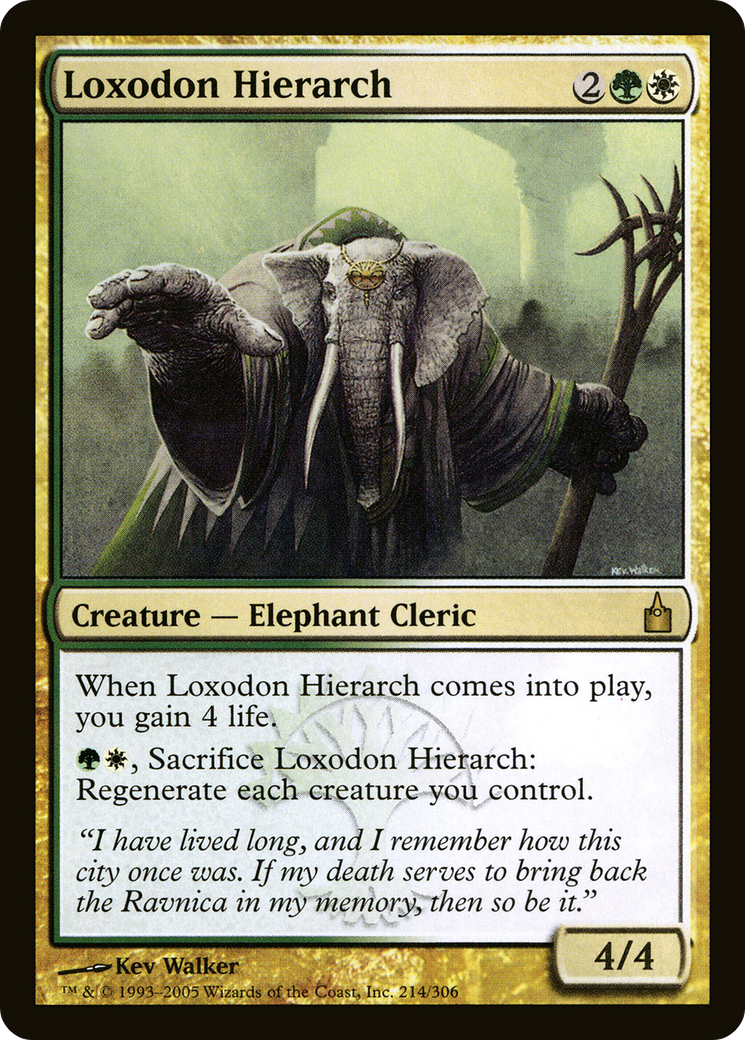 Loxodon Hierarch 2
Kev. Walker
Creature — Elephant Cleric
When Loxodon Hierarch comes into play,
you gain 4 life.
, Sacrifice Loxodon Hierarch:
Regenerate each creature you control.
“I have lived long, and I remember how this
city once was. If my death serves to bring back
the Ravnica in my memory, then so be it.”
4/4
Kev Walker
™ & © 1993–2005 Wizards of the Coast, Inc. 214/306